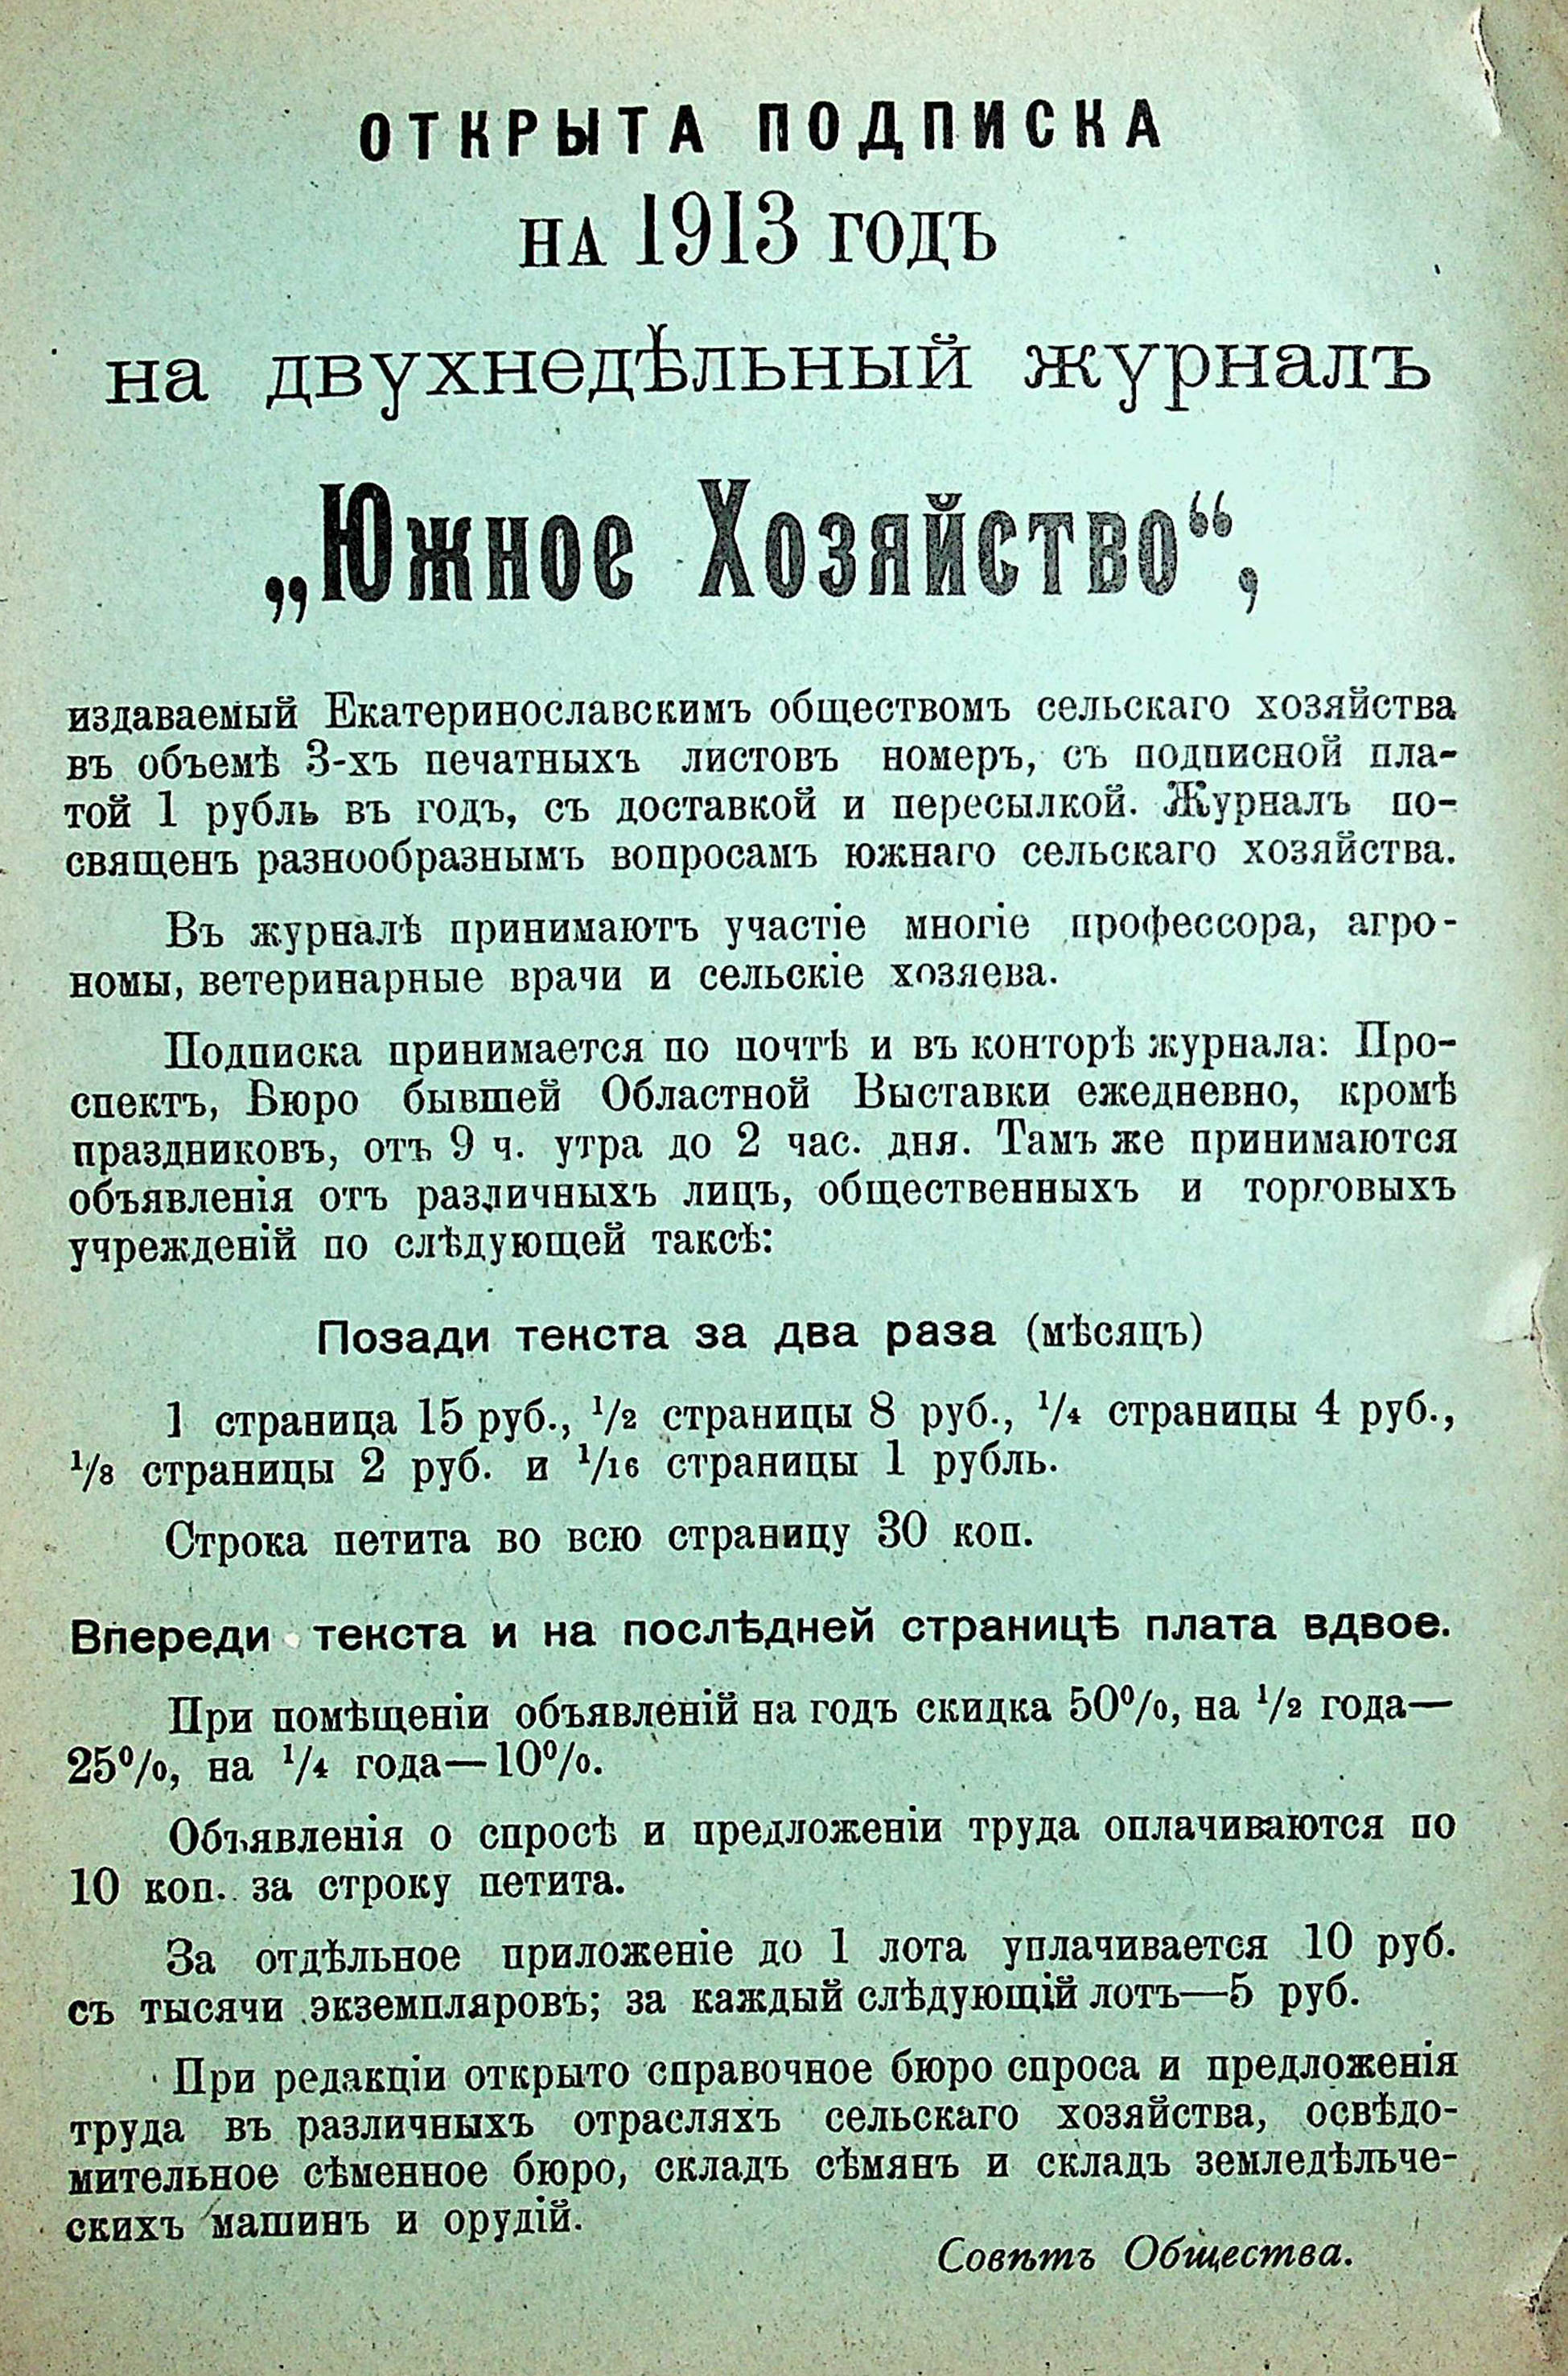 ОТКРЫТА ПОДПИСКА
НА 1913 ГОДЪ
на двухнедѣльный журналъ
„Южное Хозяйство“,
издаваемый Екатеринославскимъ обществомъ сельскаго хозяйства
въ объемѣ 3-хъ печатныхъ листовъ номеръ, съ подписной пла-
той 1 рубль въ годъ, съ доставкой и пересылкой. Журналъ по-
священъ разнообразнымъ вопросамъ южнаго сельскаго хозяйства.
Въ журналѣ принимаютъ участіе многіе профессора, агро-
номы, ветеринарные врачи и сельскіе хозяева.
Подписка принимается по почтѣ и въ конторѣ журнала: Про-
спектъ, Бюро бывшей Областной Выставки ежедневно, кромѣ
праздниковъ, отъ 9 ч. утра до 2 час. дня. Тамъ же принимаются
объявленія отъ различныхъ лицъ, общественныхъ и торговыхъ
учрежденій по слѣдующей таксѣ:
Позади текста за два раза (мѣсяцъ)
1 страница 15 руб., 1/2 страницы 8 руб., 1/4 страницы 4 руб.,
1/8 страницы 2 руб. и 1/16 страницы 1 рубль.
Строка петита во всю страницу 30 коп.
Впереди текста и на послѣдней страницѣ плата вдвое.
При помѣщеніи объявленій на годъ скидка 50%, на 1/2 года—
25%, на 1/4 года—10%.
Объявленія о спросѣ и предложеніи труда оплачиваются по
10 коп. за строку петита.
За отдѣльное приложеніе до 1 лота уплачивается 10 руб.
съ тысячи экземпляровъ; за каждый слѣдующій лотъ—5 руб.
При редакціи открыто справочное бюро спроса и предложенія
труда въ различныхъ отрасляхъ сельскаго хозяйства, освѣдо-
мительное сѣменное бюро, складъ сѣмянъ и складъ земледѣльче-
скихъ машинъ и орудій.
Совѣтъ Общества.